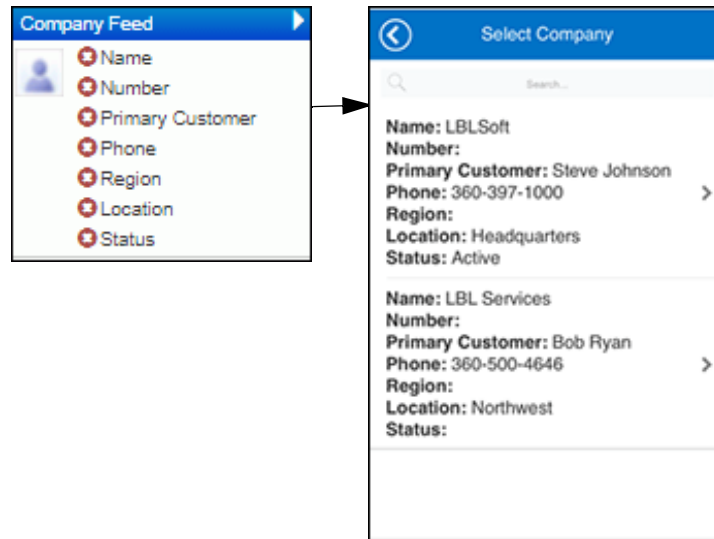 Company Feed
Name
Number
Primary Customer
Phone
Region
Location
Status
Select Company
Search...
Name: LBLSoft
Number:
Primary Customer: Steve Johnson
Phone: 360-397-1000
Region:
Location: Headquarters
Status: Active
Name: LBL Services
Number:
Primary Customer: Bob Ryan
Phone: 360-500-4646
Region:
Location: Northwest
Status: